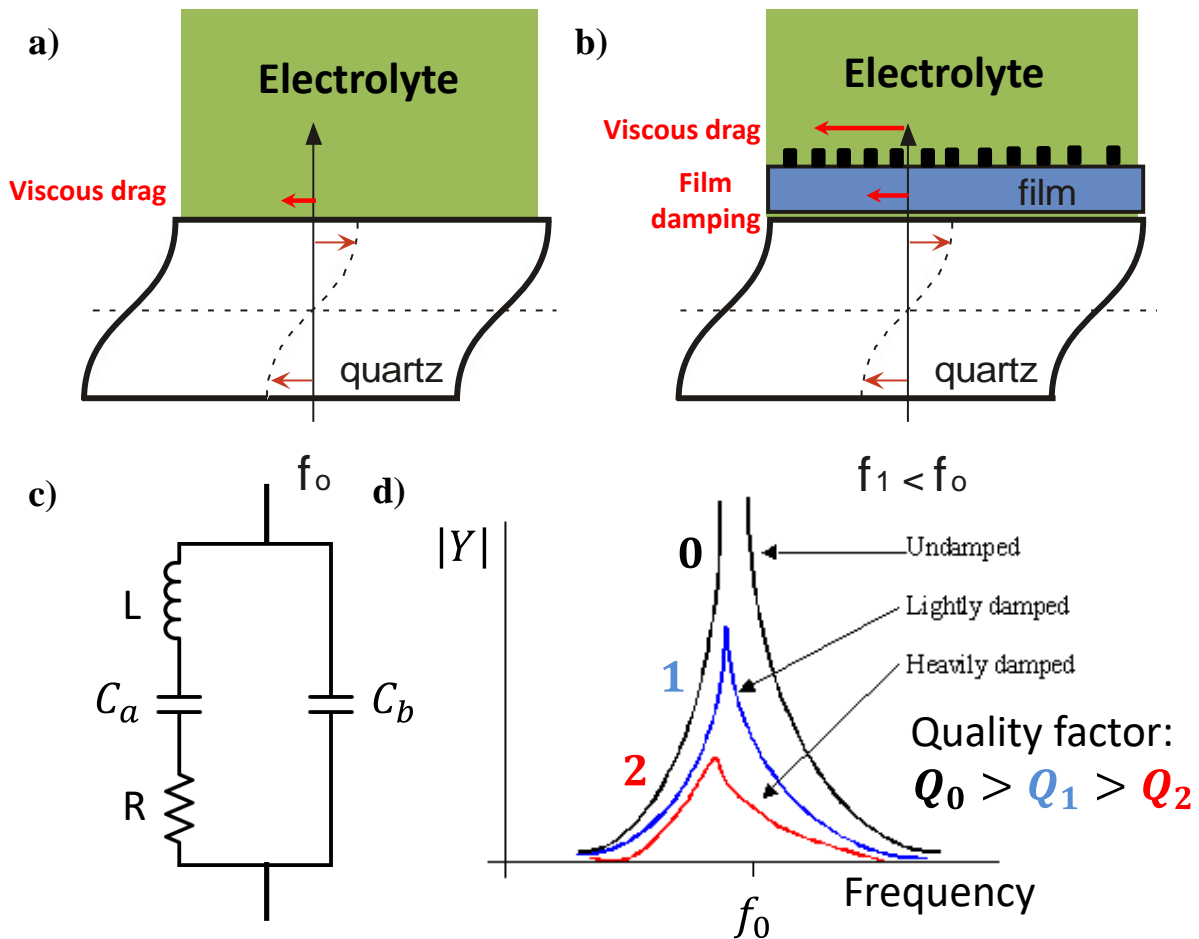 a)
Electrolyte
Viscous drag
quartz
f₀
b)
Electrolyte
Viscous drag
Film
damping
film
quartz
f₁ < f₀
c)
L
Cₐ
C_b
R
d)
|Y|
0
Undamped
1
Lightly damped
2
Heavily damped
Quality factor:
Q₀ > Q₁ > Q₂
f₀
Frequency